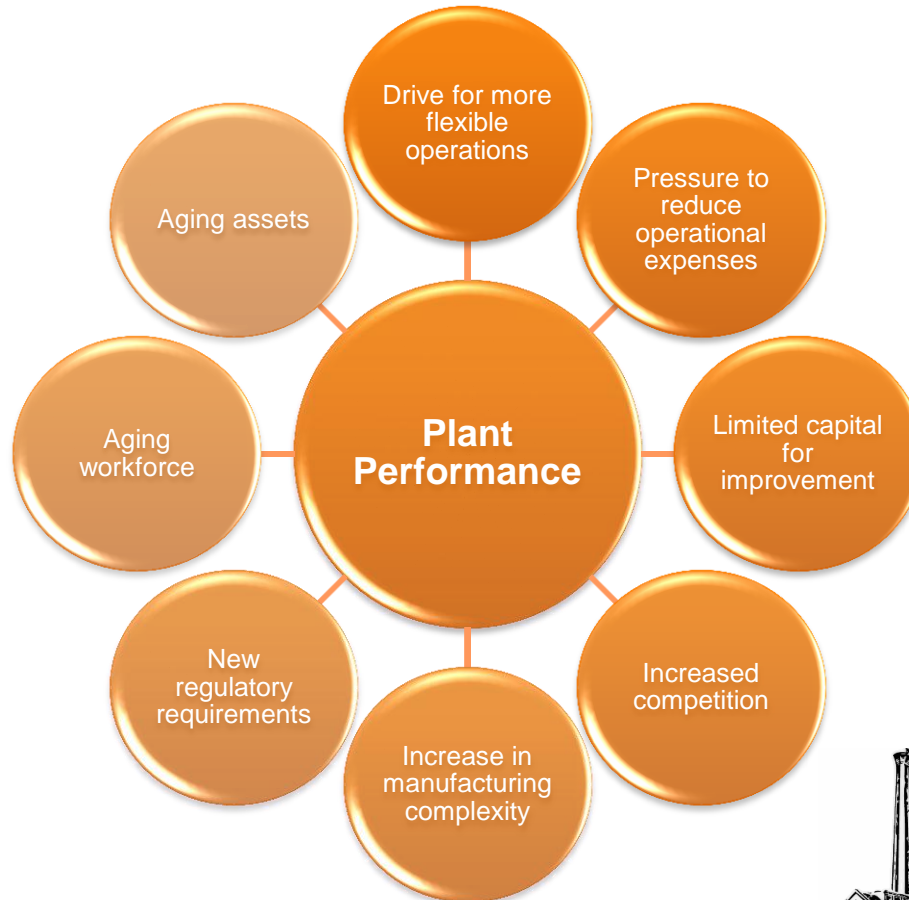 Drive for more
flexible
operations
Pressure to
reduce
operational
expenses
Limited capital
for
improvement
Increased
competition
Increase in
manufacturing
complexity
New
regulatory
requirements
Aging
workforce
Aging assets
Plant
Performance